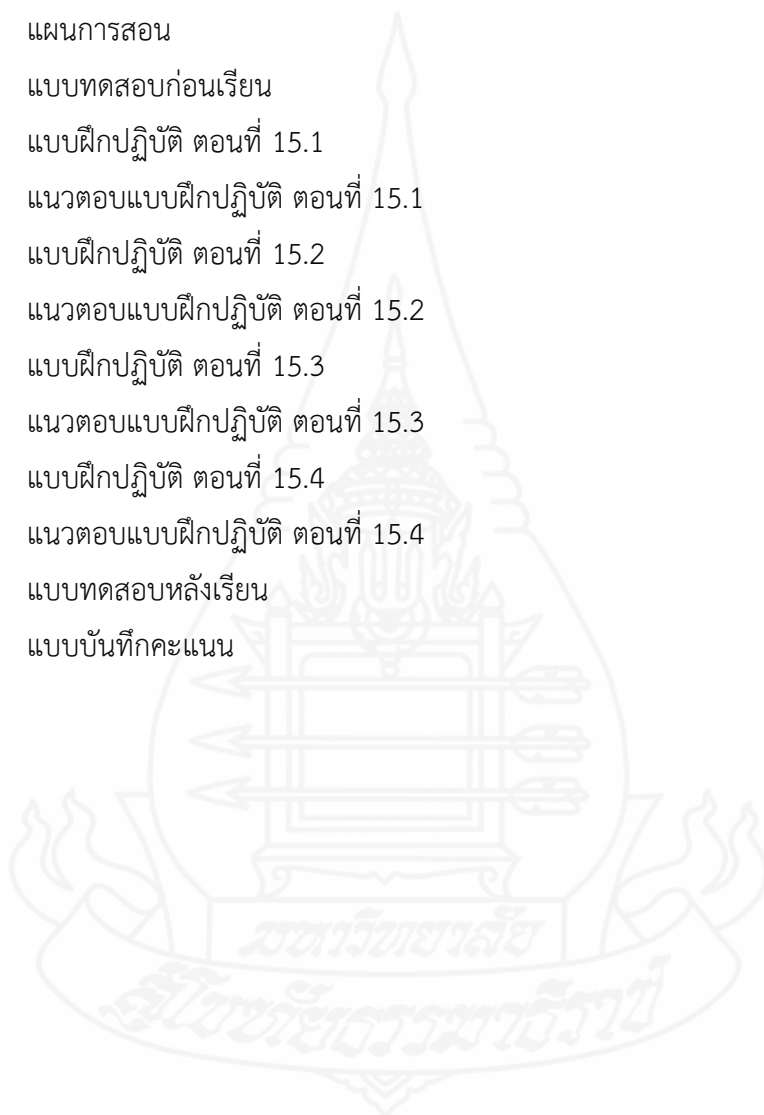 แผนการสอน
แบบทดสอบก่อนเรียน
แบบฝึกปฏิบัติ ตอนที่ 15.1
แนวตอบแบบฝึกปฏิบัติ ตอนที่ 15.1
แบบฝึกปฏิบัติ ตอนที่ 15.2
แนวตอบแบบฝึกปฏิบัติ ตอนที่ 15.2
แบบฝึกปฏิบัติ ตอนที่ 15.3
แนวตอบแบบฝึกปฏิบัติ ตอนที่ 15.3
แบบฝึกปฏิบัติ ตอนที่ 15.4
แนวตอบแบบฝึกปฏิบัติ ตอนที่ 15.4
แบบทดสอบหลังเรียน
แบบบันทึกคะแนน
มหาวิทยาลัย
สุโขทัยธรรมาธิราช